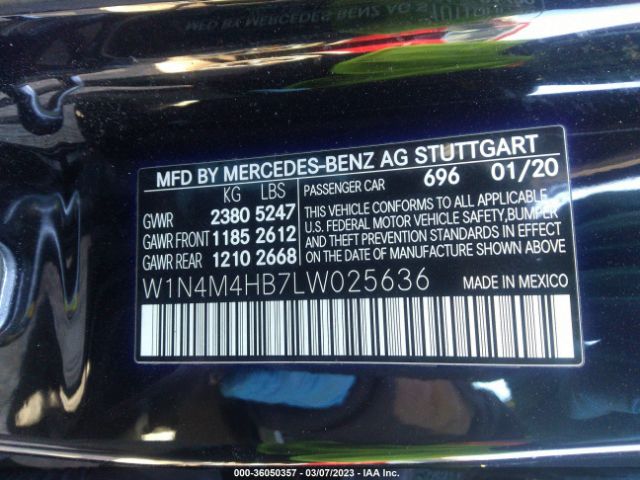 MFD BY MERCEDES-BENZ AG STUTTGART
KG LBS
PASSENGER CAR 696 01/20
GVWR 2380 5247
GAWR FRONT 1185 2612
GAWR REAR 1210 2668
THIS VEHICLE CONFORMS TO ALL APPLICABLE
U.S. FEDERAL MOTOR VEHICLE SAFETY, BUMPER
AND THEFT PREVENTION STANDARDS IN EFFECT
ON THE DATE OF MANUFACTURE SHOWN ABOVE.
W1N4M4HB7LW025636
MADE IN MEXICO
000-36050357 - 03/07/2023 - IAA Inc.